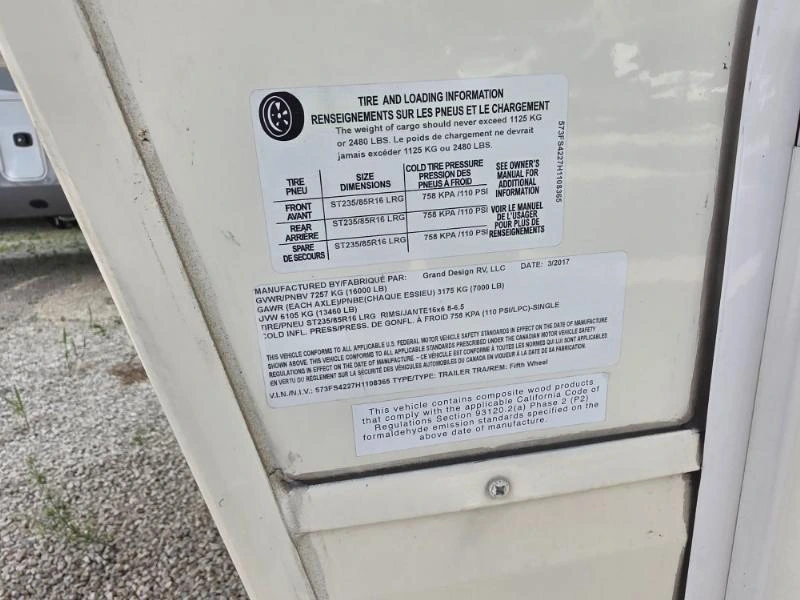 TIRE AND LOADING INFORMATION
RENSEIGNEMENTS SUR LES PNEUS ET LE CHARGEMENT
The weight of cargo should never exceed 1125 KG
or 2480 LBS. Le poids de chargement ne devrait
jamais excéder 1125 KG ou 2480 LBS.
TIRE PNEU SIZE DIMENSIONS COLD TIRE PRESSURE PRESSION DES PNEUS À FROID
FRONT AVANT ST235/85R16 LRG 758 KPA /110 PSI
REAR ARRIÈRE ST235/85R16 LRG 758 KPA /110 PSI
SPARE DE SECOURS ST235/85R16 LRG 758 KPA /110 PSI
SEE OWNER'S
MANUAL FOR
ADDITIONAL
INFORMATION
VOIR LE MANUEL
DE L'USAGER
POUR PLUS DE
RENSEIGNEMENTS
573FS4227H1108365
MANUFACTURED BY/FABRIQUÉ PAR: Grand Design RV, LLC DATE: 3/2017
GVWR/PNBV 7257 KG (16000 LB)
GAWR (EACH AXLE)/PNBE(CHAQUE ESSIEU) 3175 KG (7000 LB)
UVW 6105 KG (13460 LB)
TIRE/PNEU ST235/85R16 LRG RIMS/JANTE16x6 8-6.5
COLD INFL. PRESS/PRESS. DE GONFL. À FROID 758 KPA (110 PSI/LPC)-SINGLE
THIS VEHICLE CONFORMS TO ALL APPLICABLE U.S. FEDERAL MOTOR VEHICLE SAFETY STANDARDS IN EFFECT ON THE DATE OF MANUFACTURE
SHOWN ABOVE. THIS VEHICLE CONFORMS TO ALL APPLICABLE STANDARDS PRESCRIBED UNDER THE CANADIAN MOTOR VEHICLE SAFETY
REGULATIONS IN EFFECT ON THE DATE OF MANUFACTURE – CE VÉHICULE EST CONFORME À TOUTES LES NORMES QUI LUI SONT APPLICABLES
EN VERTU DU RÈGLEMENT SUR LA SÉCURITÉ DES VÉHICULES AUTOMOBILES DU CANADA EN VIGUEUR À LA DATE DE SA FABRICATION.
V.I.N./N.I.V.: 573FS4227H1108365 TYPE/TYPE: TRAILER TRA/REM: Fifth Wheel
This vehicle contains composite wood products
that comply with the applicable California Code of
Regulations Section 93120.2(a) Phase 2 (P2)
formaldehyde emission standards specified on the
above date of manufacture.